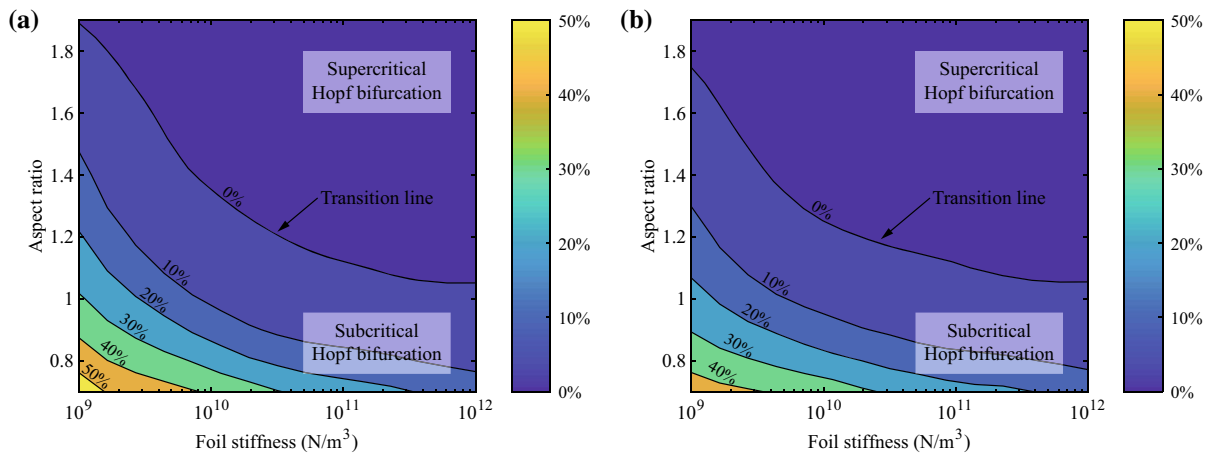 (a)
Aspect ratio
1.8
1.6
1.4
1.2
1
0.8
Supercritical
Hopf bifurcation
0%
Transition line
10%
20%
30%
40%
50%
Subcritical
Hopf bifurcation
10^9
10^10
10^11
10^12
Foil stiffness (N/m^3)
50%
40%
30%
20%
10%
0%
(b)
Aspect ratio
1.8
1.6
1.4
1.2
1
0.8
Supercritical
Hopf bifurcation
0%
Transition line
10%
20%
30%
40%
Subcritical
Hopf bifurcation
10^9
10^10
10^11
10^12
Foil stiffness (N/m^3)
50%
40%
30%
20%
10%
0%